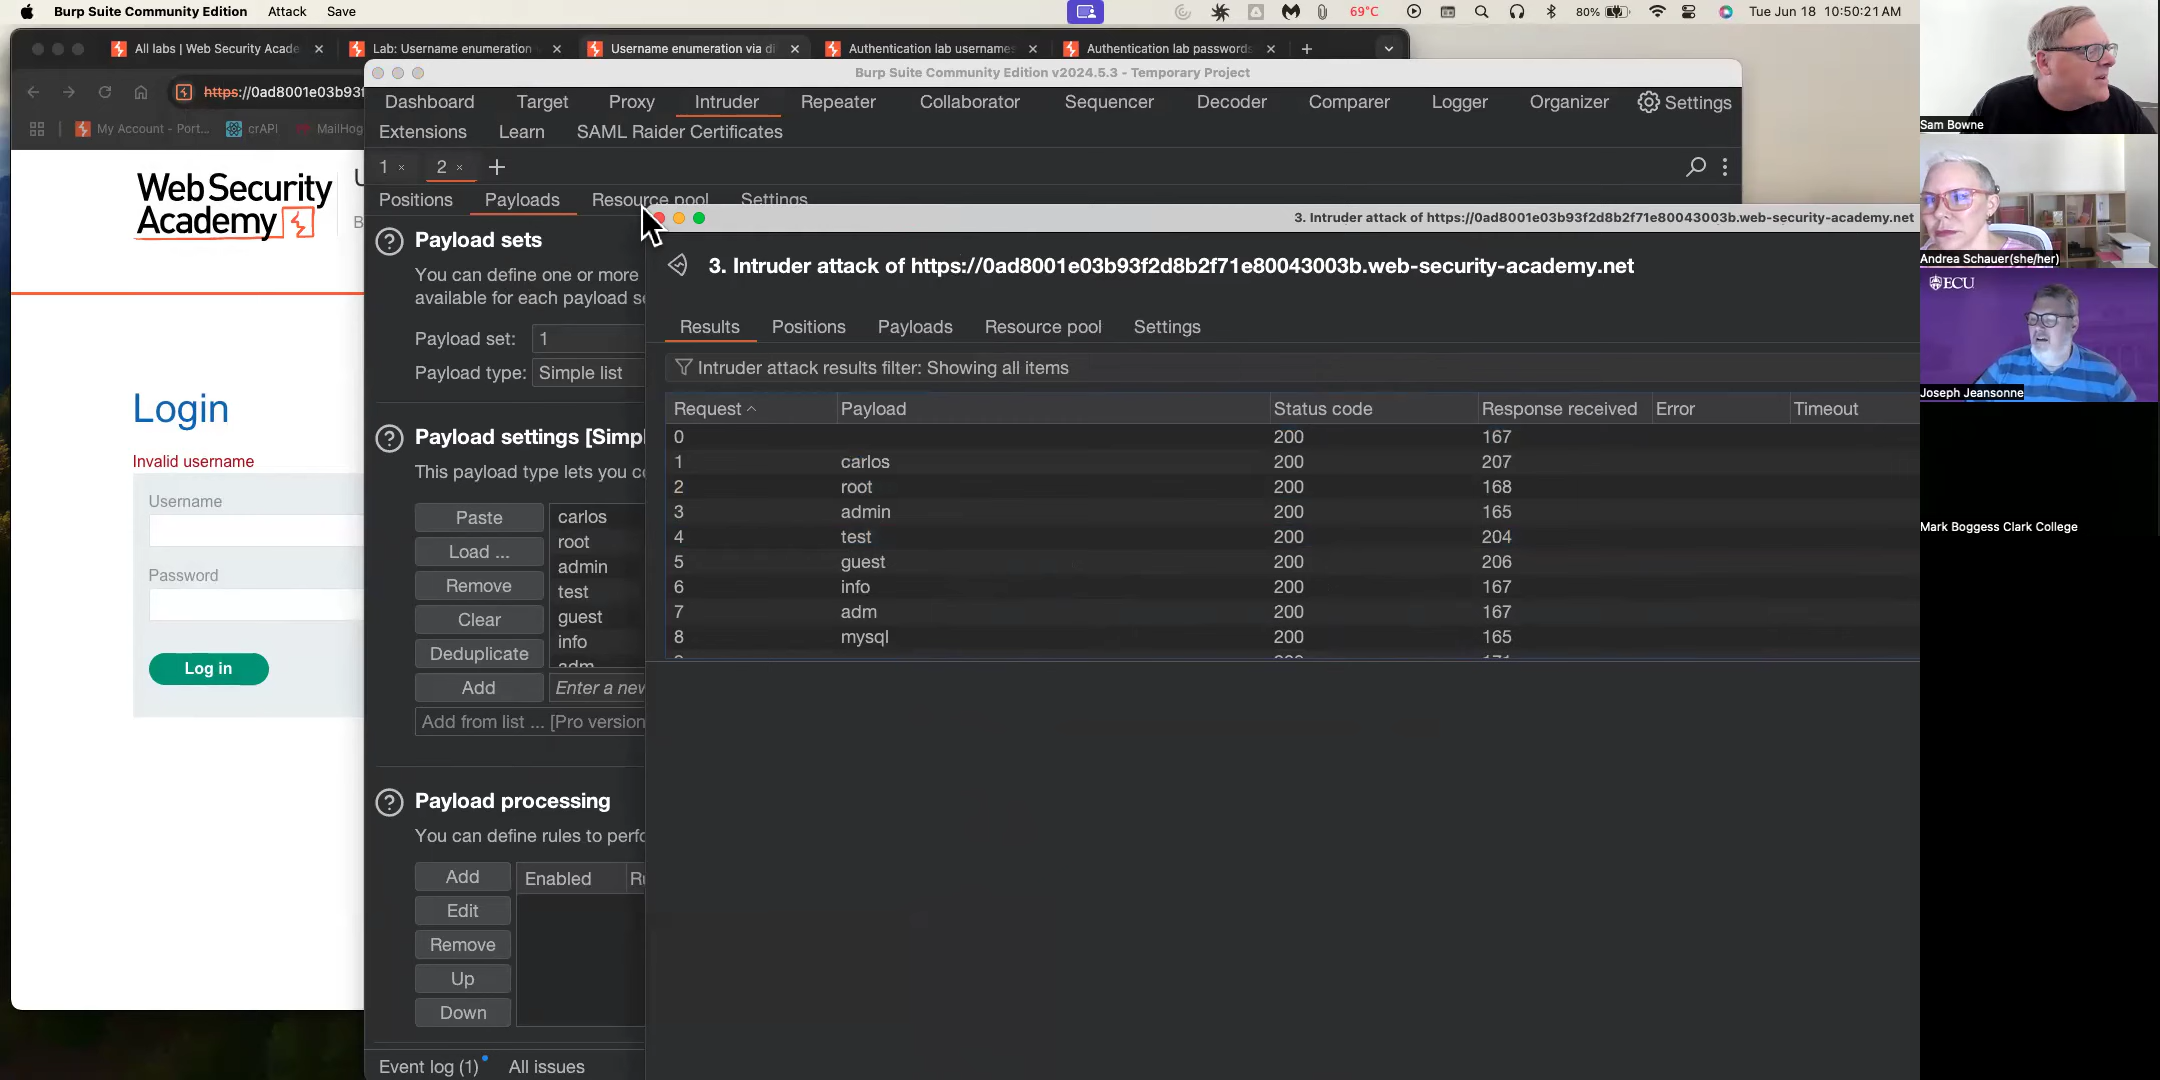 Burp Suite Community Edition Attack Save
80% Tue Jun 18 10:50:21 AM
69°C
All labs | Web Security Acade
Lab: Username enumeration
Username enumeration via di
Authentication lab usernames
Authentication lab passwords
https://0ad8001e03b93f
My Account - Port... crAPI MailHog
Web Security
Academy
Login
Invalid username
Username
Password
Log in
Burp Suite Community Edition v2024.5.3 - Temporary Project
Dashboard Target Proxy Intruder Repeater Collaborator Sequencer Decoder Comparer Logger Organizer Settings
Extensions Learn SAML Raider Certificates
1 × 2 × +
Positions Payloads Resource pool Settings
? Payload sets
You can define one or more
available for each payload se
Payload set: 1
Payload type: Simple list
? Payload settings [Simpl
This payload type lets you co
Paste
Load ...
Remove
Clear
Deduplicate
Add
carlos
root
admin
test
guest
info
adm
Enter a new
Add from list ... [Pro version
? Payload processing
You can define rules to perfo
Add
Edit
Remove
Up
Down
Enabled Ru
Event log (1) All issues
3. Intruder attack of https://0ad8001e03b93f2d8b2f71e80043003b.web-security-academy.net
3. Intruder attack of https://0ad8001e03b93f2d8b2f71e80043003b.web-security-academy.net
Results Positions Payloads Resource pool Settings
Intruder attack results filter: Showing all items
Request Payload Status code Response received Error Timeout
0 200 167
1 carlos 200 207
2 root 200 168
3 admin 200 165
4 test 200 204
5 guest 200 206
6 info 200 167
7 adm 200 167
8 mysql 200 165
Sam Bowne
Andrea Schauer(she/her)
ECU
Joseph Jeansonne
Mark Boggess Clark College